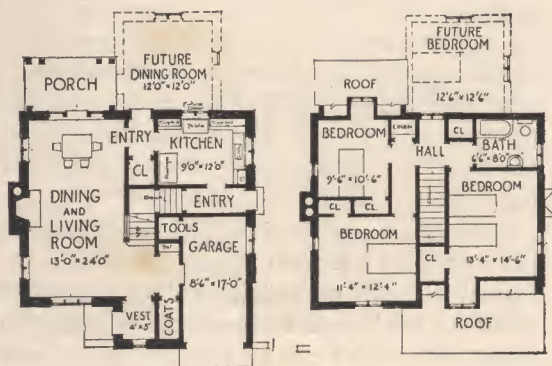 FUTURE
DINING ROOM
12'0" × 12'0"
PORCH
ENTRY
KITCHEN
9'0" × 12'0"
CL
DINING
AND
LIVING
ROOM
13'0" × 24'0"
ENTRY
TOOLS
GARAGE
8'6" × 17'0"
VEST
4' × 5'
COATS
FUTURE
BEDROOM
12'6" × 12'6"
ROOF
BEDROOM
9'-6" × 10'-6"
LINEN
HALL
CL
BATH
6'6" × 8'0"
BEDROOM
13'-4" × 14'-6"
CL
CL
BEDROOM
11'4" × 12'4"
CL
ROOF